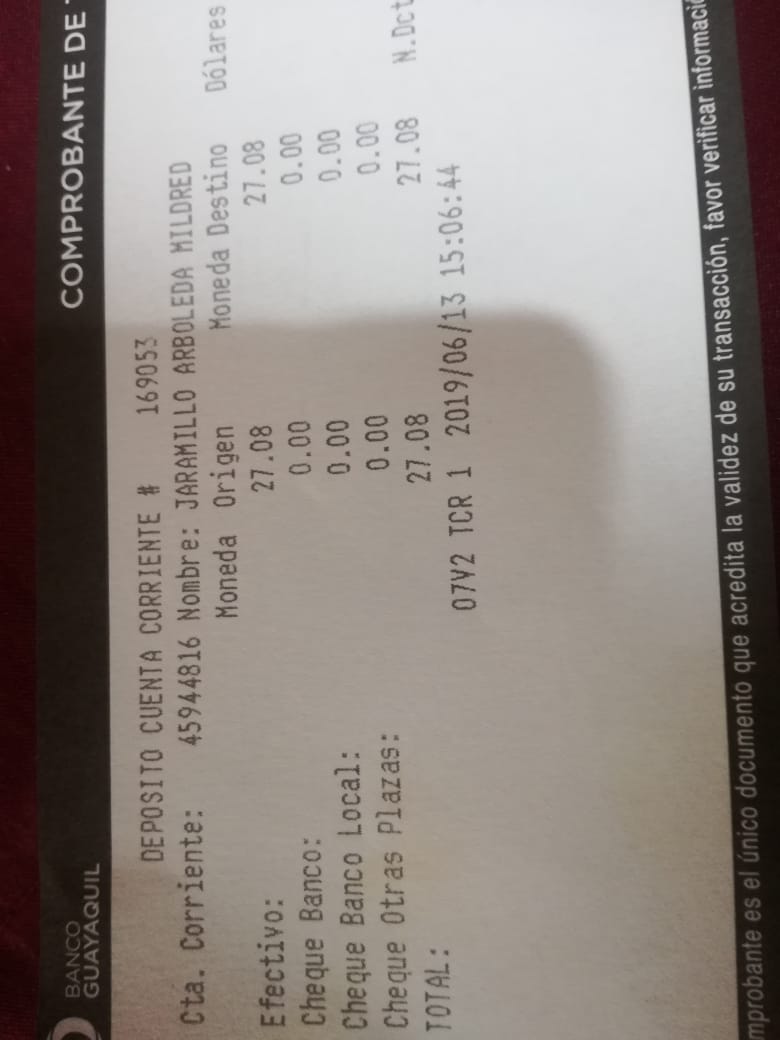 BANCO
GUAYAQUIL
COMPROBANTE DE
DEPOSITO CUENTA CORRIENTE # 169053
Cta. Corriente: 45944816 Nombre: JARAMILLO ARBOLEDA MILDRED
Moneda Origen Moneda Destino Dólares
Efectivo: 27.08 27.08
Cheque Banco: 0.00 0.00
Cheque Banco Local: 0.00 0.00
Cheque Otras Plazas: 0.00 0.00
TOTAL: 27.08 27.08 N.Dct
07V2 TCR 1 2019/06/13 15:06:44
mprobante es el único documento que acredita la validez de su transacción, favor verificar informació